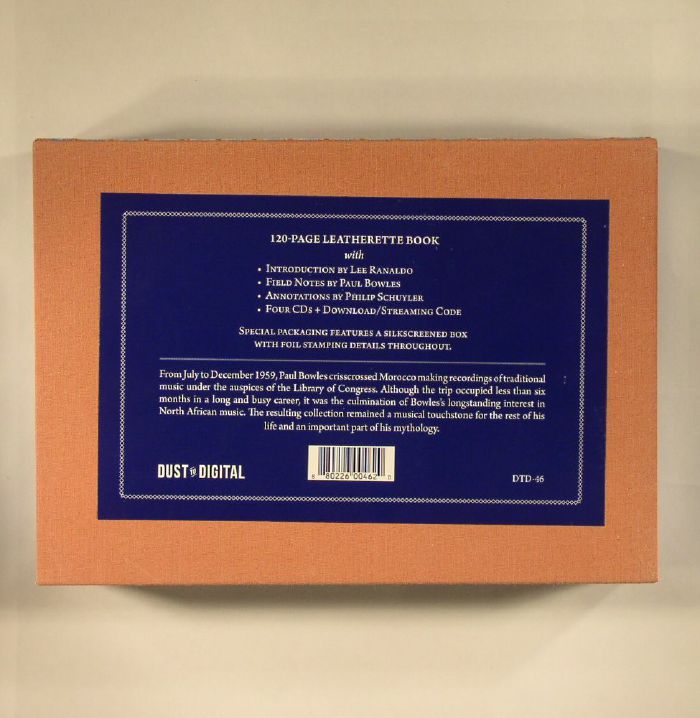 120-PAGE LEATHERETTE BOOK
with
• INTRODUCTION BY LEE RANALDO
• FIELD NOTES BY PAUL BOWLES
• ANNOTATIONS BY PHILIP SCHUYLER
• FOUR CDS + DOWNLOAD/STREAMING CODE
SPECIAL PACKAGING FEATURES A SILKSCREENED BOX
WITH FOIL STAMPING DETAILS THROUGHOUT.
From July to December 1959, Paul Bowles crisscrossed Morocco making recordings of traditional
music under the auspices of the Library of Congress. Although the trip occupied less than six
months in a long and busy career, it was the culmination of Bowles's longstanding interest in
North African music. The resulting collection remained a musical touchstone for the rest of his
life and an important part of his mythology.
DUST TO DIGITAL
8 80226 00462 0
DTD-46